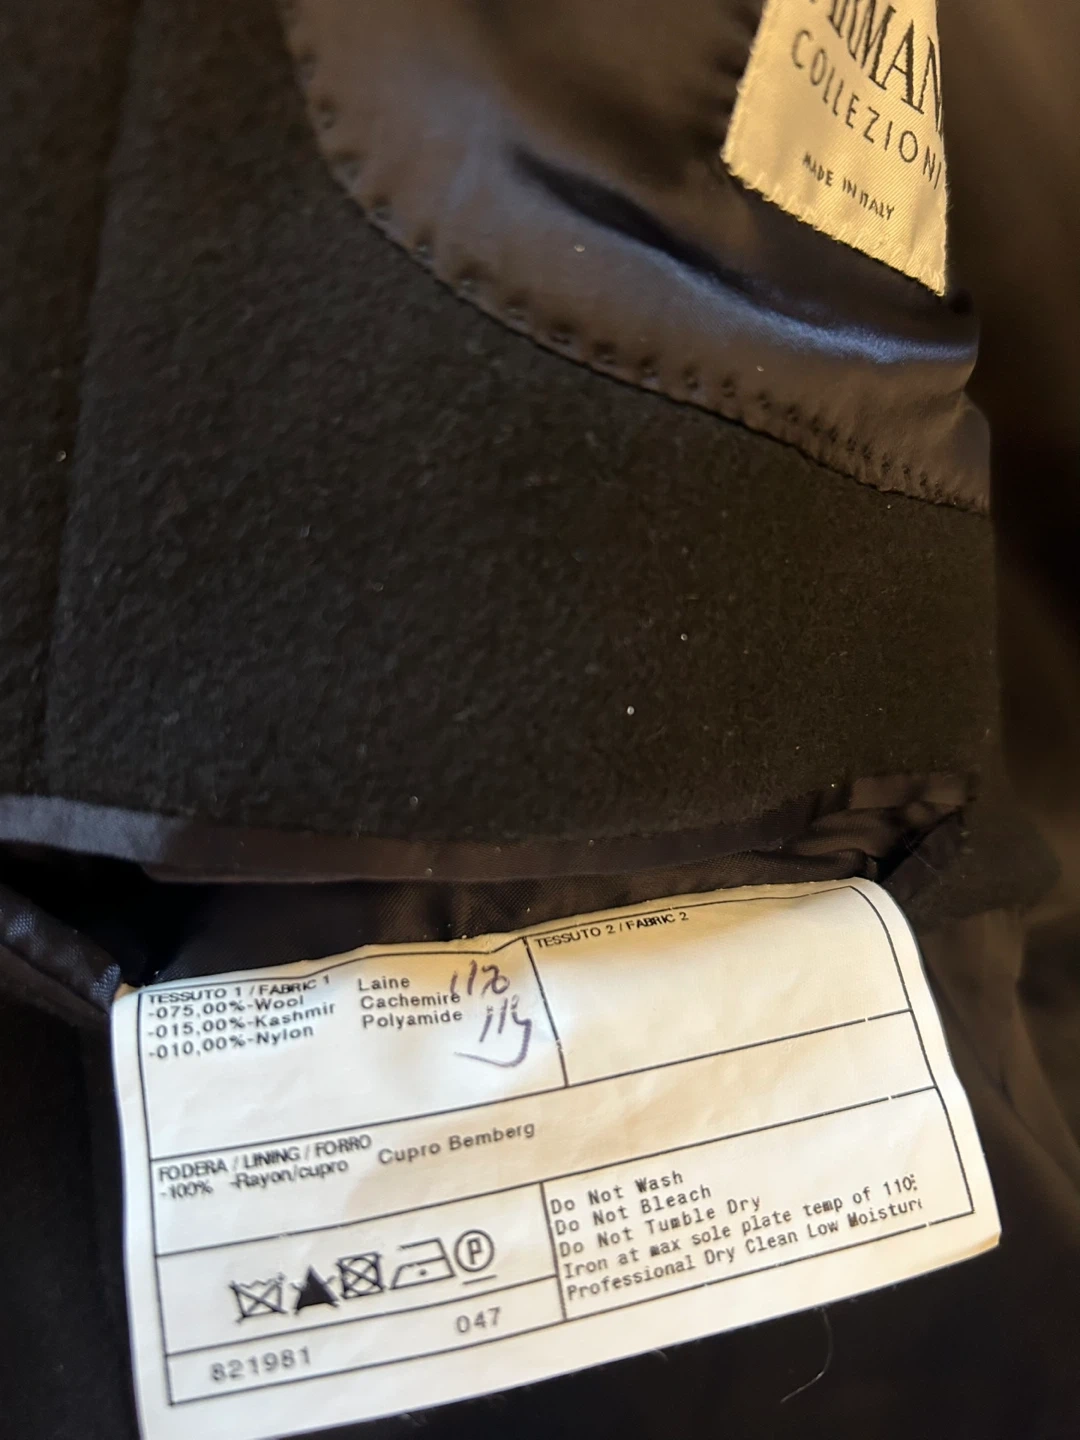 COLLEZIONI
MADE IN ITALY
TESSUTO 1 / FABRIC 1
-075,00%-Wool Laine
-015,00%-Kashmir Cachemire
-010,00%-Nylon Polyamide
TESSUTO 2 / FABRIC 2
FODERA / LINING / FORRO
-100% -Rayon/cupro Cupro Bemberg
P
Do Not Wash
Do Not Bleach
Do Not Tumble Dry
Iron at max sole plate temp of 110
Professional Dry Clean Low Moistur
821981 047